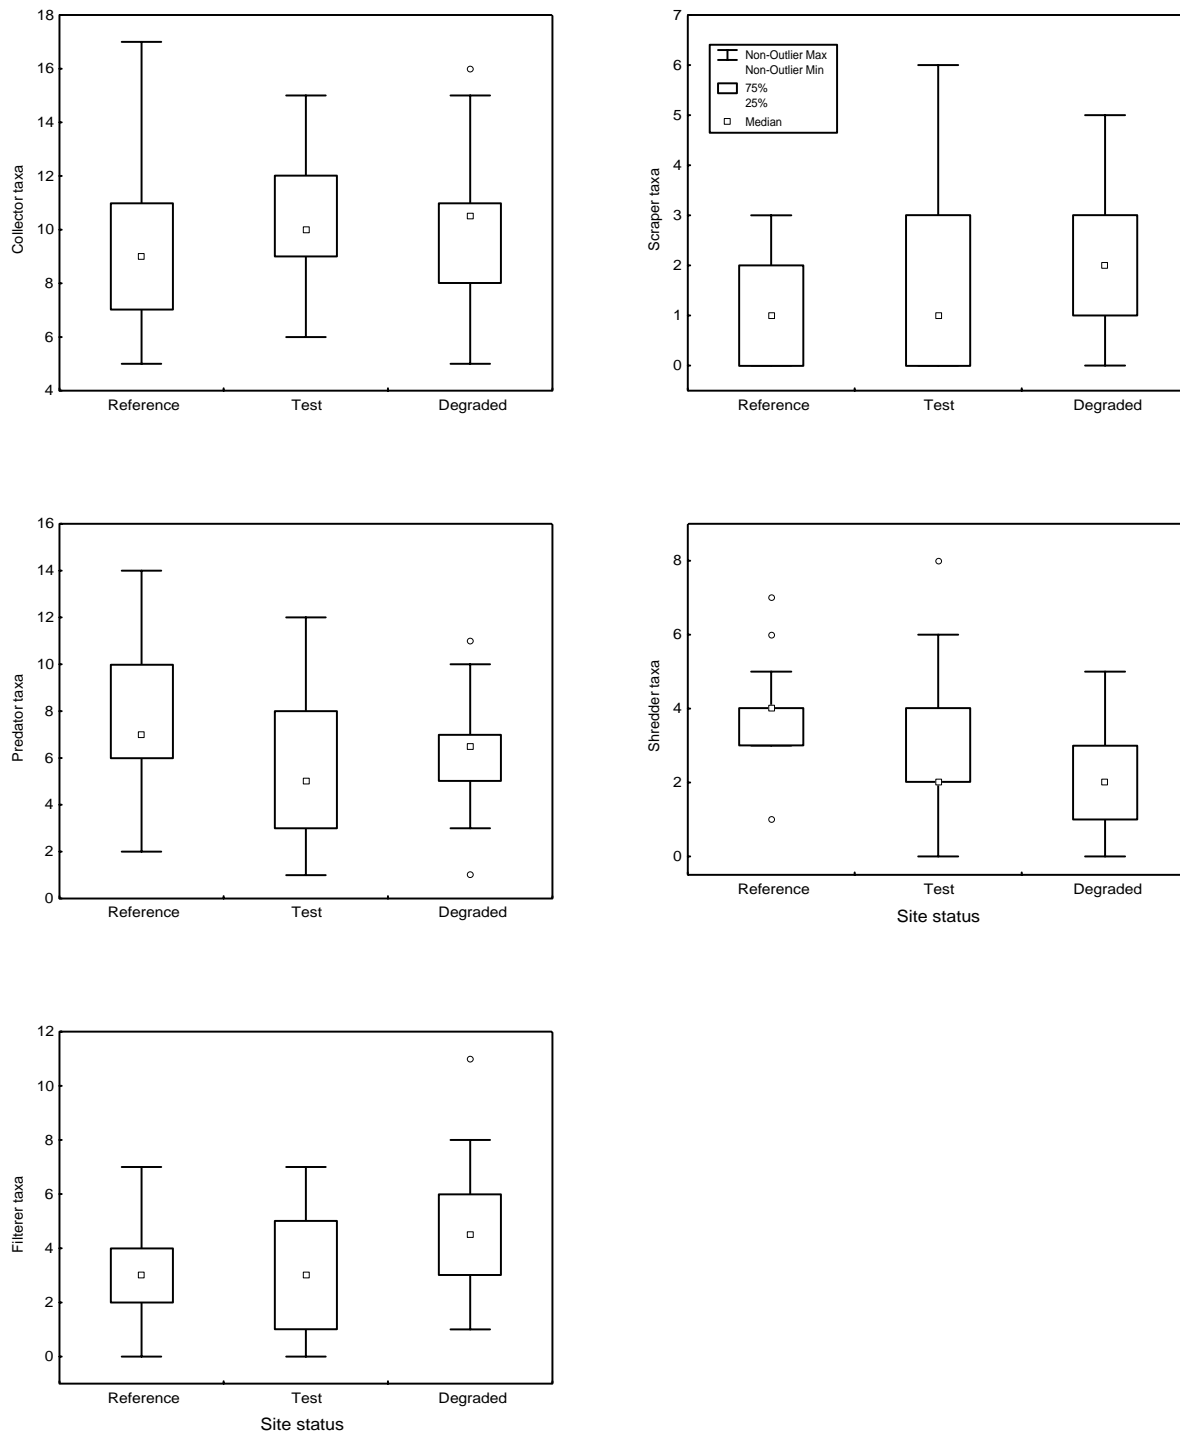 18
16
14
12
10
8
6
4
Collector taxa
Reference Test Degraded
7
6
5
4
3
2
1
0
Scraper taxa
Non-Outlier Max
Non-Outlier Min
75%
25%
Median
Reference Test Degraded
16
14
12
10
8
6
4
2
0
Predator taxa
Reference Test Degraded
8
6
4
2
0
Shredder taxa
Reference Test Degraded
Site status
12
10
8
6
4
2
0
Filterer taxa
Reference Test Degraded
Site status